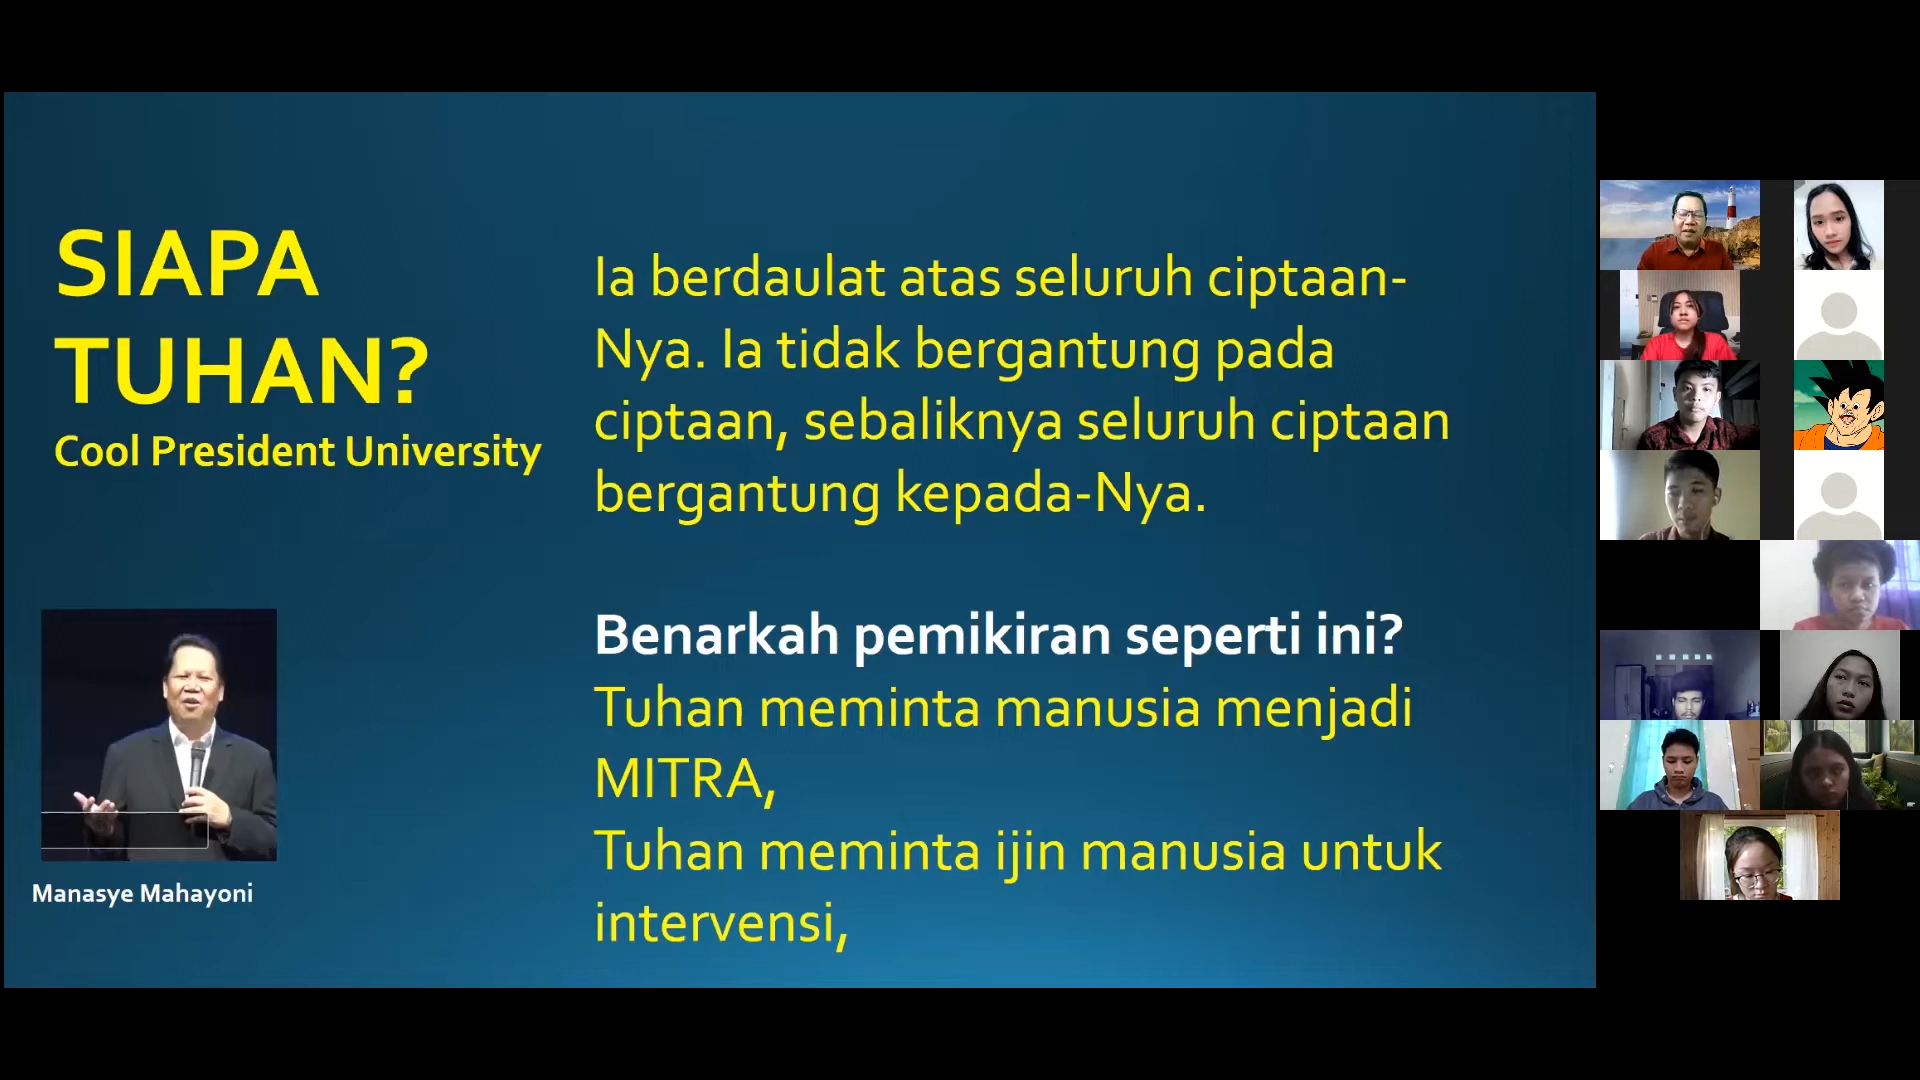 SIAPA
TUHAN?
Cool President University
Manasye Mahayoni
Ia berdaulat atas seluruh ciptaan-
Nya. Ia tidak bergantung pada
ciptaan, sebaliknya seluruh ciptaan
bergantung kepada-Nya.
Benarkah pemikiran seperti ini?
Tuhan meminta manusia menjadi
MITRA,
Tuhan meminta ijin manusia untuk
intervensi,